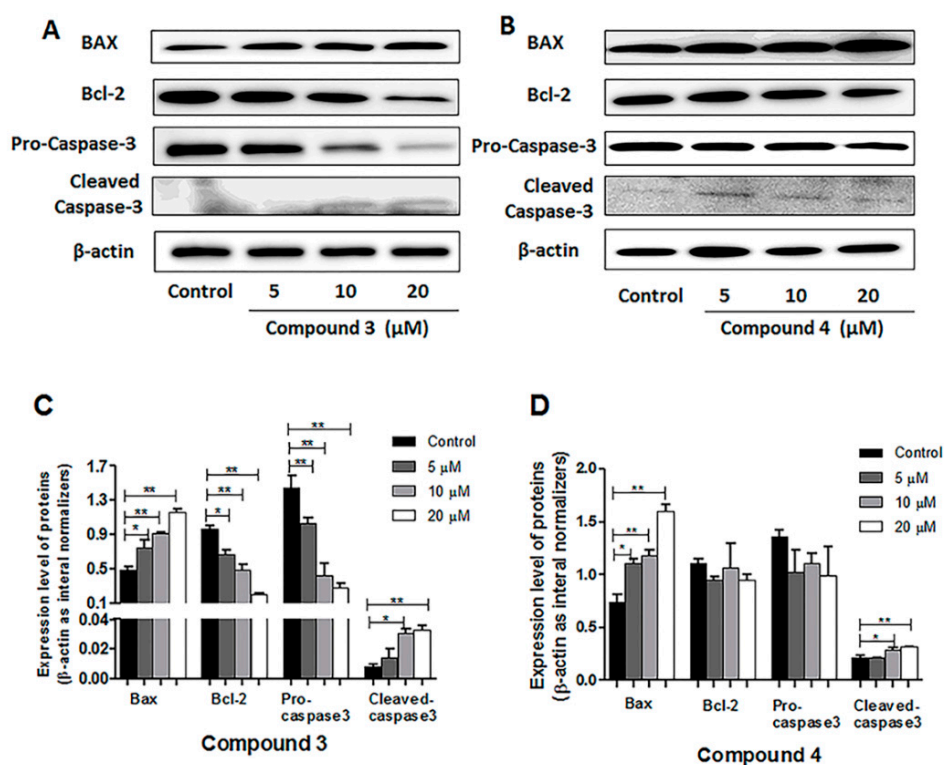 A
BAX
Bcl-2
Pro-Caspase-3
Cleaved
Caspase-3
β-actin
Control 5 10 20
Compound 3 (μM)
B
BAX
Bcl-2
Pro-Caspase-3
Cleaved
Caspase-3
β-actin
Control 5 10 20
Compound 4 (μM)
C
Expression level of proteins
(β-actin as interal normalizers)
1.7
1.3
0.9
0.5
0.1
0.04
0.02
0.00
* ** **
* ** **
** ** **
* **
Control
5 μM
10 μM
20 μM
Bax Bcl-2 Pro-
caspase3 Cleaved-
caspase3
Compound 3
D
Expression level of proteins
(β-actin as interal normalizers)
2.0
1.5
1.0
0.5
0.0
* ** **
* **
Control
5 μM
10 μM
20 μM
Bax Bcl-2 Pro-
caspase3 Cleaved-
caspase3
Compound 4